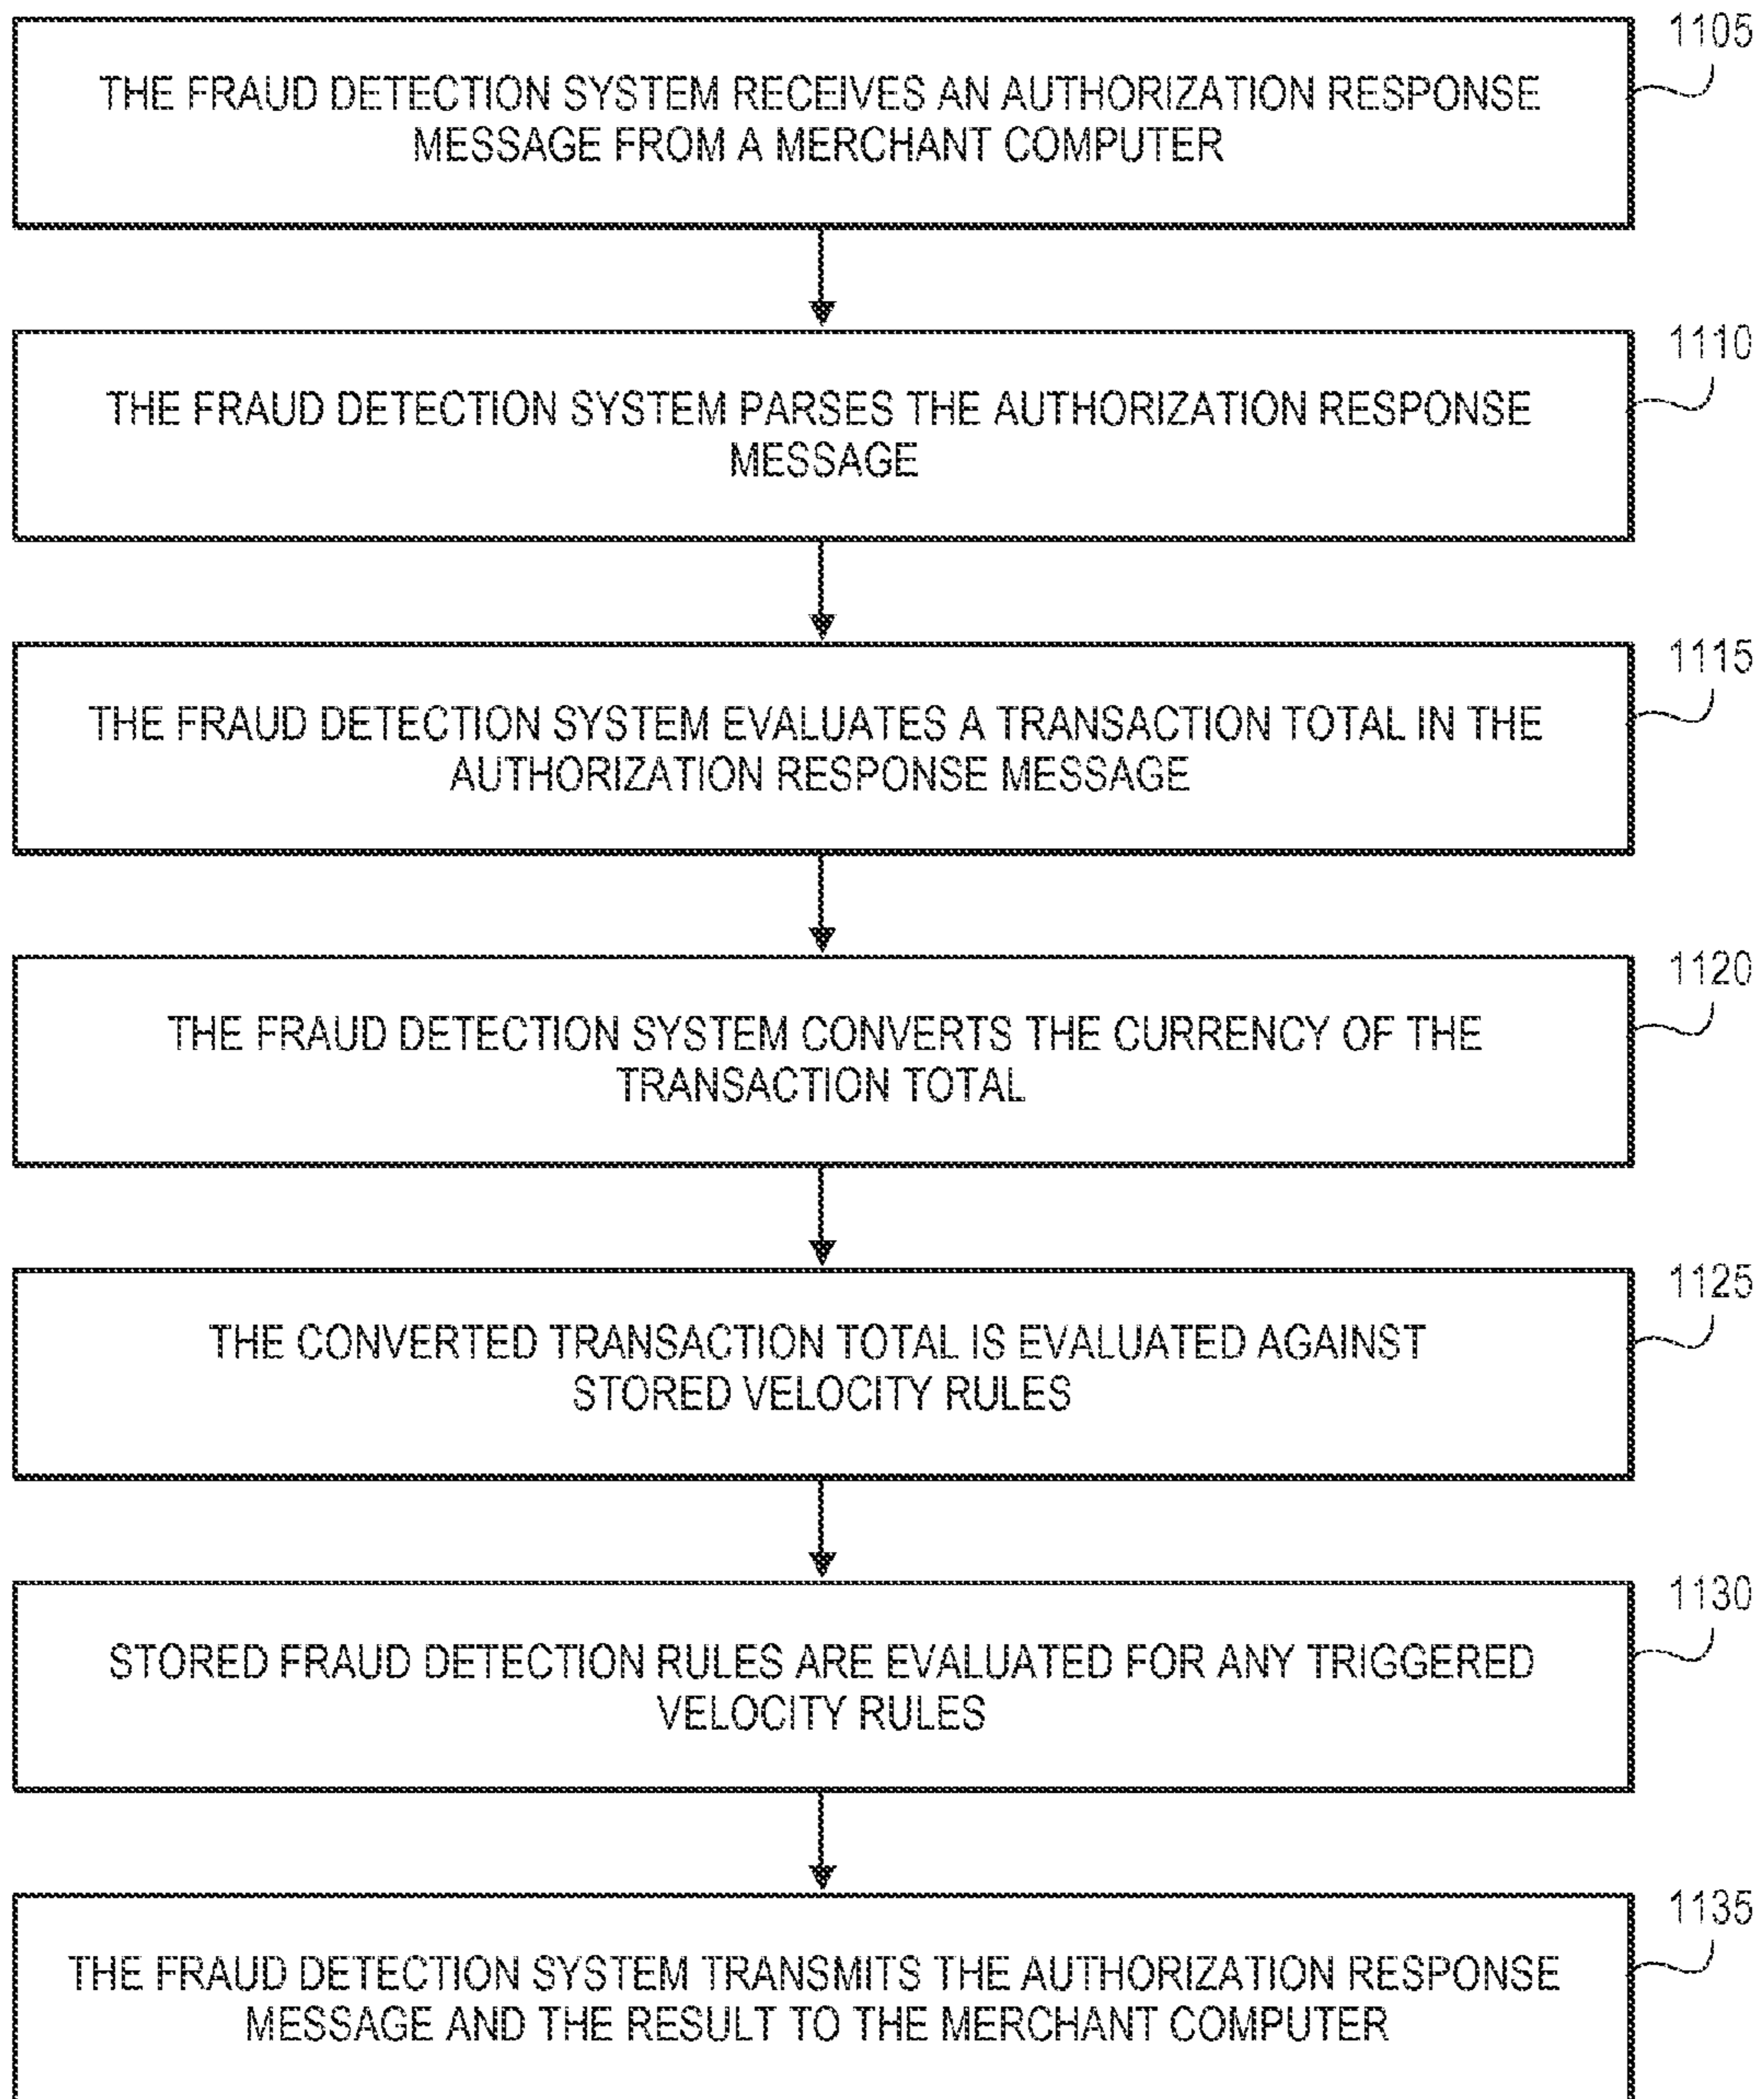 1105
THE FRAUD DETECTION SYSTEM RECEIVES AN AUTHORIZATION RESPONSE
MESSAGE FROM A MERCHANT COMPUTER
1110
THE FRAUD DETECTION SYSTEM PARSES THE AUTHORIZATION RESPONSE
MESSAGE
1115
THE FRAUD DETECTION SYSTEM EVALUATES A TRANSACTION TOTAL IN THE
AUTHORIZATION RESPONSE MESSAGE
1120
THE FRAUD DETECTION SYSTEM CONVERTS THE CURRENCY OF THE
TRANSACTION TOTAL
1125
THE CONVERTED TRANSACTION TOTAL IS EVALUATED AGAINST
STORED VELOCITY RULES
1130
STORED FRAUD DETECTION RULES ARE EVALUATED FOR ANY TRIGGERED
VELOCITY RULES
1135
THE FRAUD DETECTION SYSTEM TRANSMITS THE AUTHORIZATION RESPONSE
MESSAGE AND THE RESULT TO THE MERCHANT COMPUTER